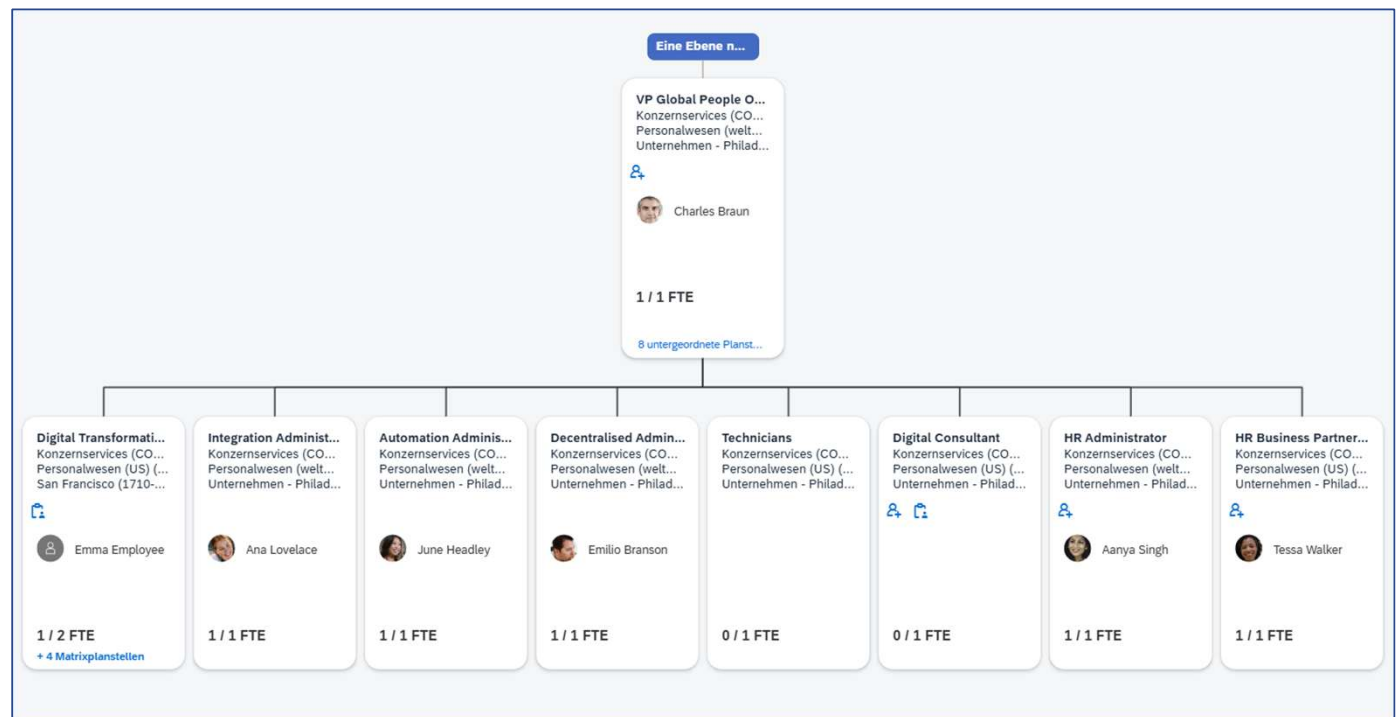 Eine Ebene n...
VP Global People O...
Konzernservices (CO...
Personalwesen (welt...
Unternehmen - Philad...
Charles Braun
1 / 1 FTE
8 untergeordnete Planst...
Digital Transformati...
Konzernservices (CO...
Personalwesen (US) (...
San Francisco (1710-...
Emma Employee
1 / 2 FTE
+ 4 Matrixplanstellen
Integration Administ...
Konzernservices (CO...
Personalwesen (welt...
Unternehmen - Philad...
Ana Lovelace
1 / 1 FTE
Automation Adminis...
Konzernservices (CO...
Personalwesen (welt...
Unternehmen - Philad...
June Headley
1 / 1 FTE
Decentralised Admin...
Konzernservices (CO...
Personalwesen (welt...
Unternehmen - Philad...
Emilio Branson
1 / 1 FTE
Technicians
Konzernservices (CO...
Personalwesen (US) (...
Unternehmen - Philad...
0 / 1 FTE
Digital Consultant
Konzernservices (CO...
Personalwesen (US) (...
Unternehmen - Philad...
0 / 1 FTE
HR Administrator
Konzernservices (CO...
Personalwesen (welt...
Unternehmen - Philad...
Aanya Singh
1 / 1 FTE
HR Business Partner...
Konzernservices (CO...
Personalwesen (US) (...
Unternehmen - Philad...
Tessa Walker
1 / 1 FTE